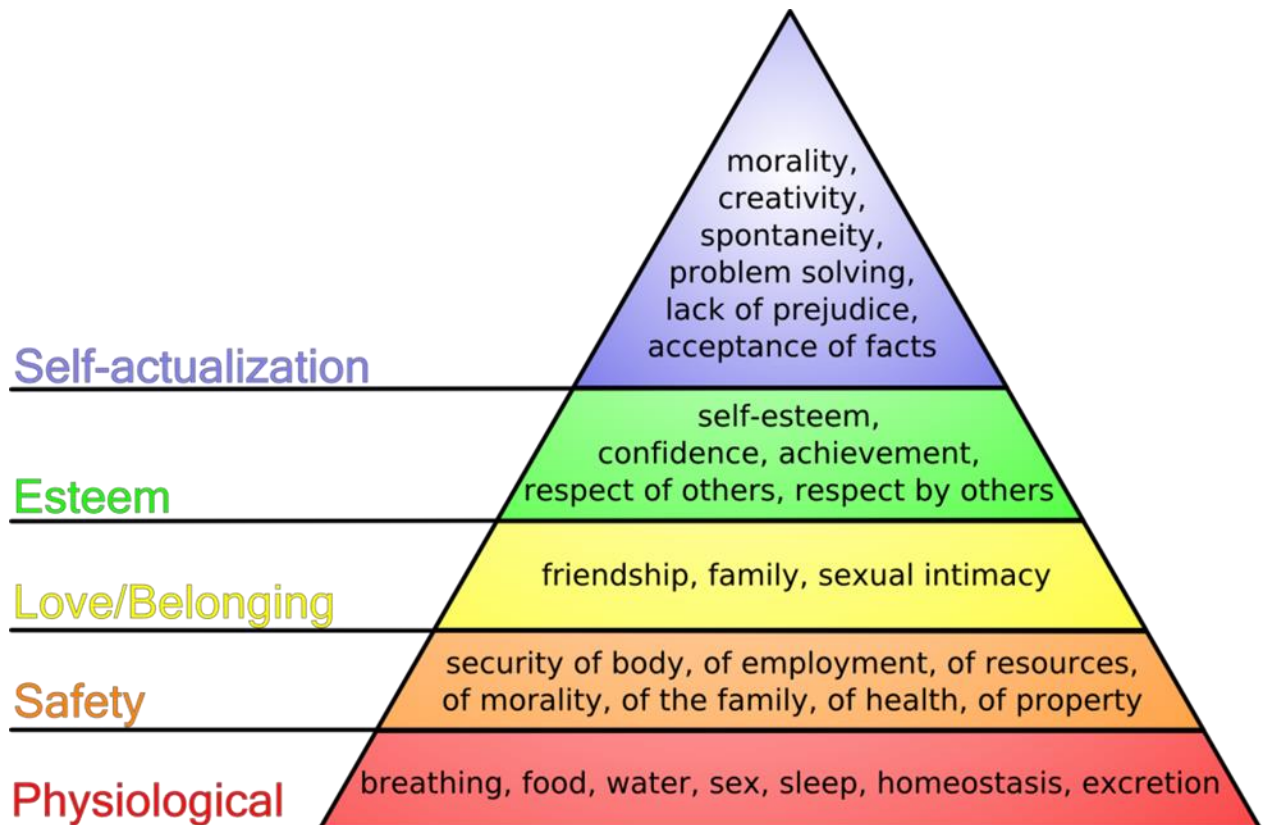 morality,
creativity,
spontaneity,
problem solving,
lack of prejudice,
acceptance of facts
Self-actualization
self-esteem,
confidence, achievement,
respect of others, respect by others
Esteem
friendship, family, sexual intimacy
Love/Belonging
security of body, of employment, of resources,
of morality, of the family, of health, of property
Safety
breathing, food, water, sex, sleep, homeostasis, excretion
Physiological